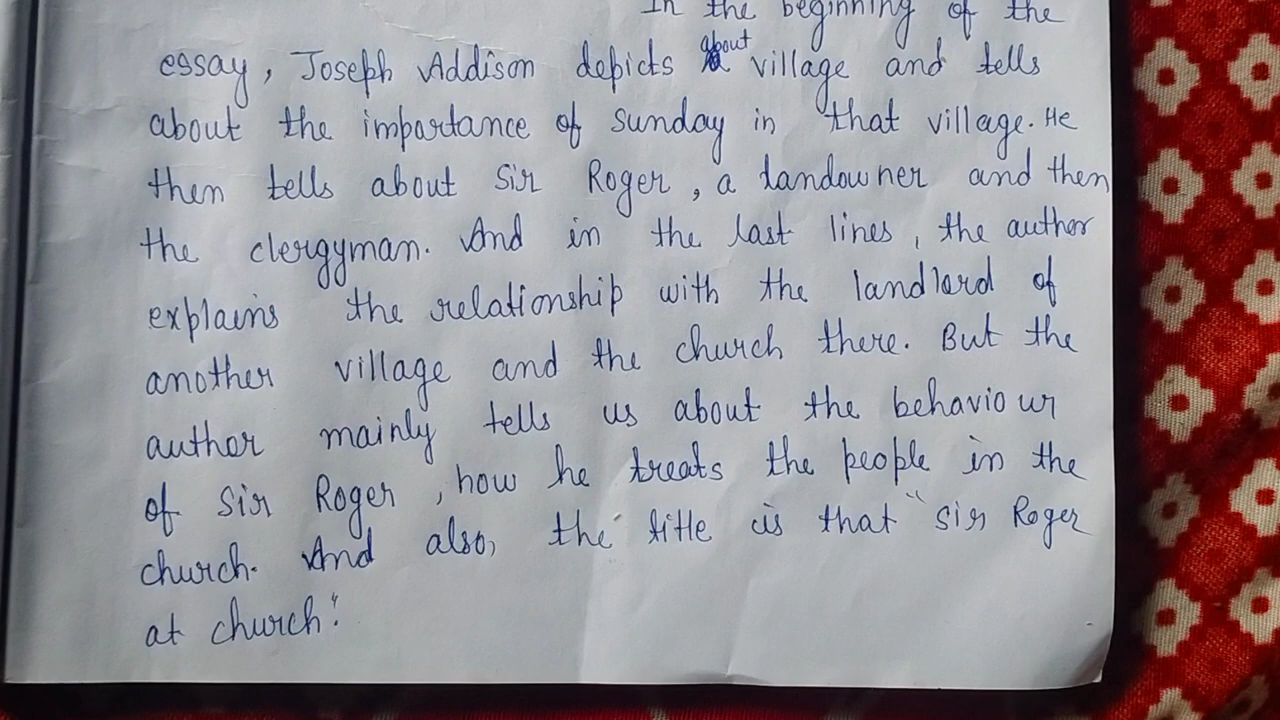 In the beginning of the
essay, Joseph Addison depicts about village and tells
about the importance of sunday in that village. He
then tells about Sir Roger, a landowner and then
the clergyman. And in the last lines, the author
explains the relationship with the landlord of
another village and the church there. But the
author mainly tells us about the behaviour
of Sir Roger, how he treats the people in the
church. And also, the title is that "Sir Roger
at church".